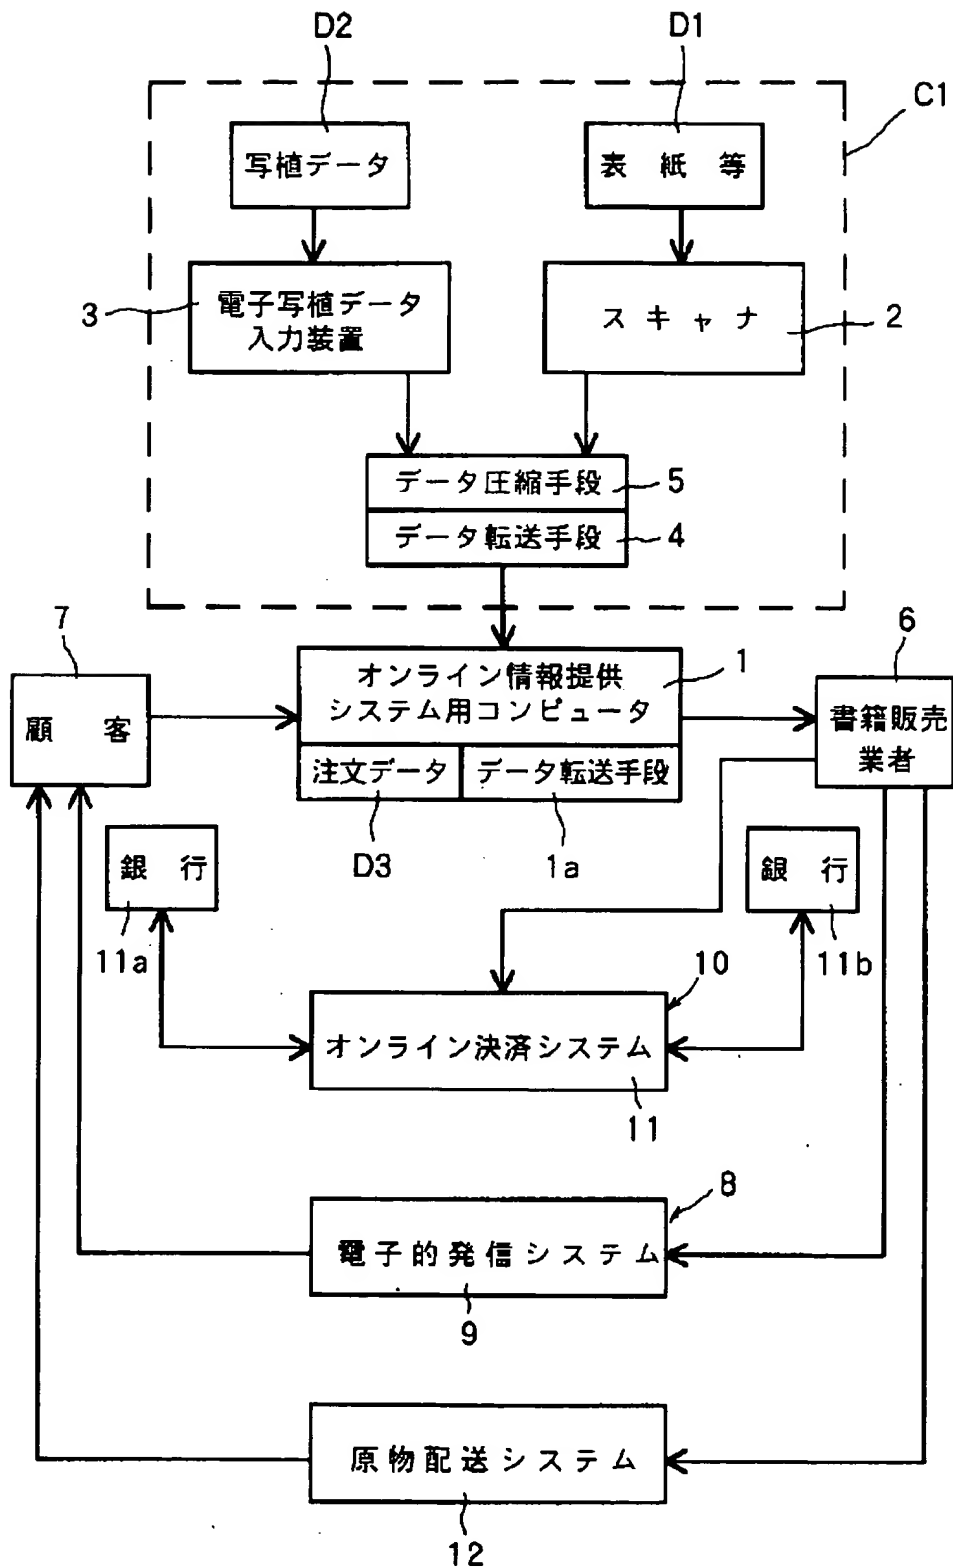 D2
D1
C1
写植データ
表紙等
3
電子写植データ
入力装置
スキャナ
2
データ圧縮手段
5
データ転送手段
4
7
6
顧客
オンライン情報提供
システム用コンピュータ
1
書籍販売
業者
注文データ
データ転送手段
D3
1a
銀行
11a
銀行
11b
10
オンライン決済システム
11
8
電子的発信システム
9
原物配送システム
12